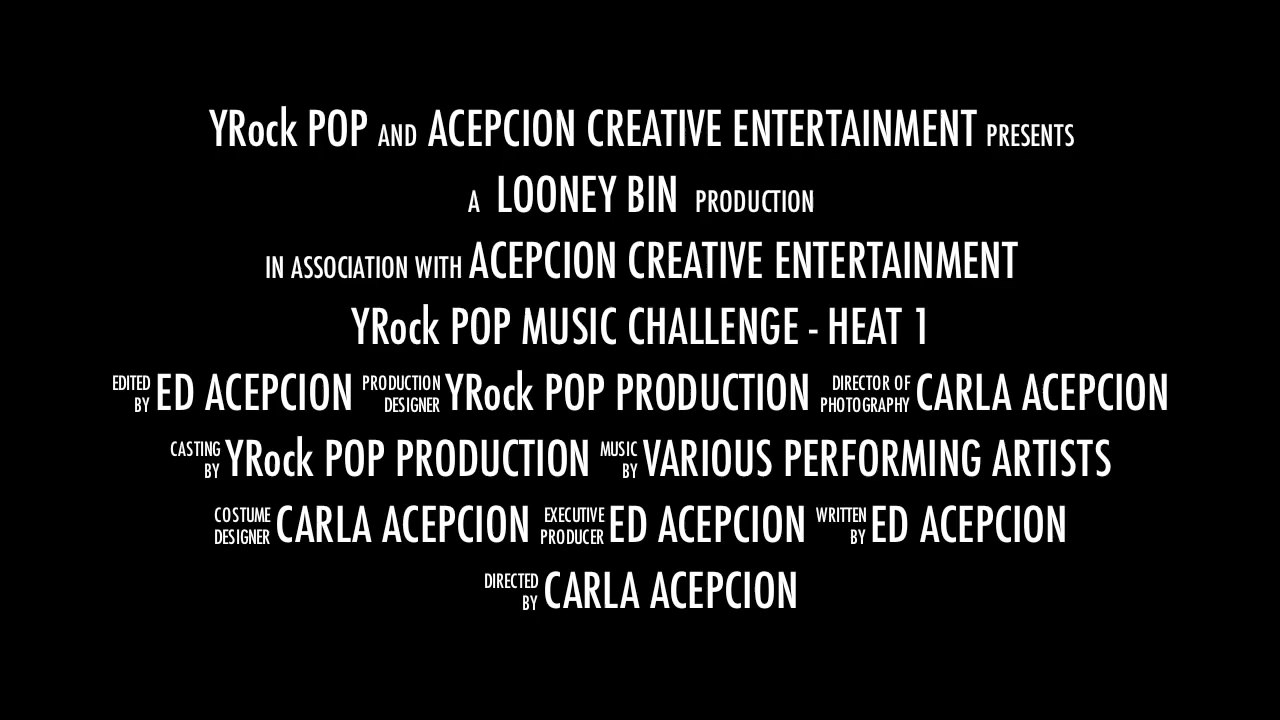 YRock POP AND ACEPCION CREATIVE ENTERTAINMENT PRESENTS
A LOONEY BIN PRODUCTION
IN ASSOCIATION WITH ACEPCION CREATIVE ENTERTAINMENT
YRock POP MUSIC CHALLENGE - HEAT 1
EDITED BY ED ACEPCION PRODUCTION DESIGNER YRock POP PRODUCTION DIRECTOR OF PHOTOGRAPHY CARLA ACEPCION
CASTING BY YRock POP PRODUCTION MUSIC BY VARIOUS PERFORMING ARTISTS
COSTUME DESIGNER CARLA ACEPCION EXECUTIVE PRODUCER ED ACEPCION WRITTEN BY ED ACEPCION
DIRECTED BY CARLA ACEPCION